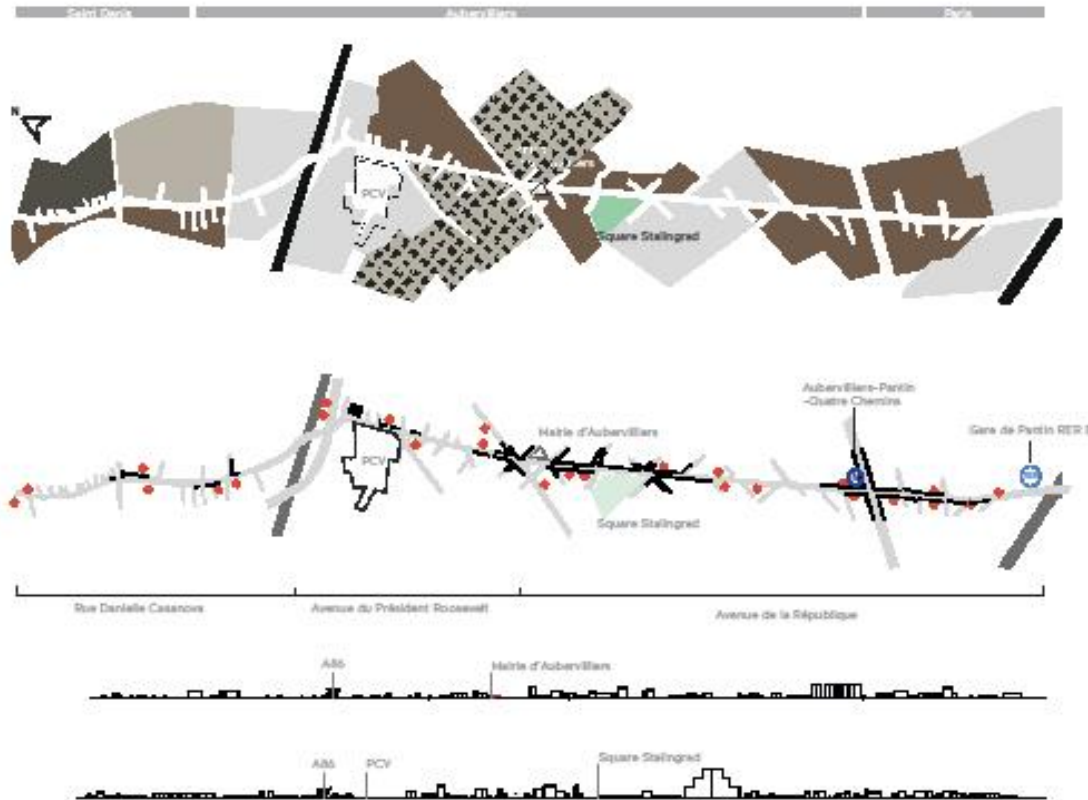 Saint Denis
Aubervilliers
Paris
N
PCV
Square Stalingrad
Aubervilliers-Pantin
-Quatre Chemins
Mairie d'Aubervilliers
Gare de Pantin RER
PCV
Square Stalingrad
Rue Danielle Casanova
Avenue du Président Roosevelt
Avenue de la République
A86
Mairie d'Aubervilliers
A86
PCV
Square Stalingrad